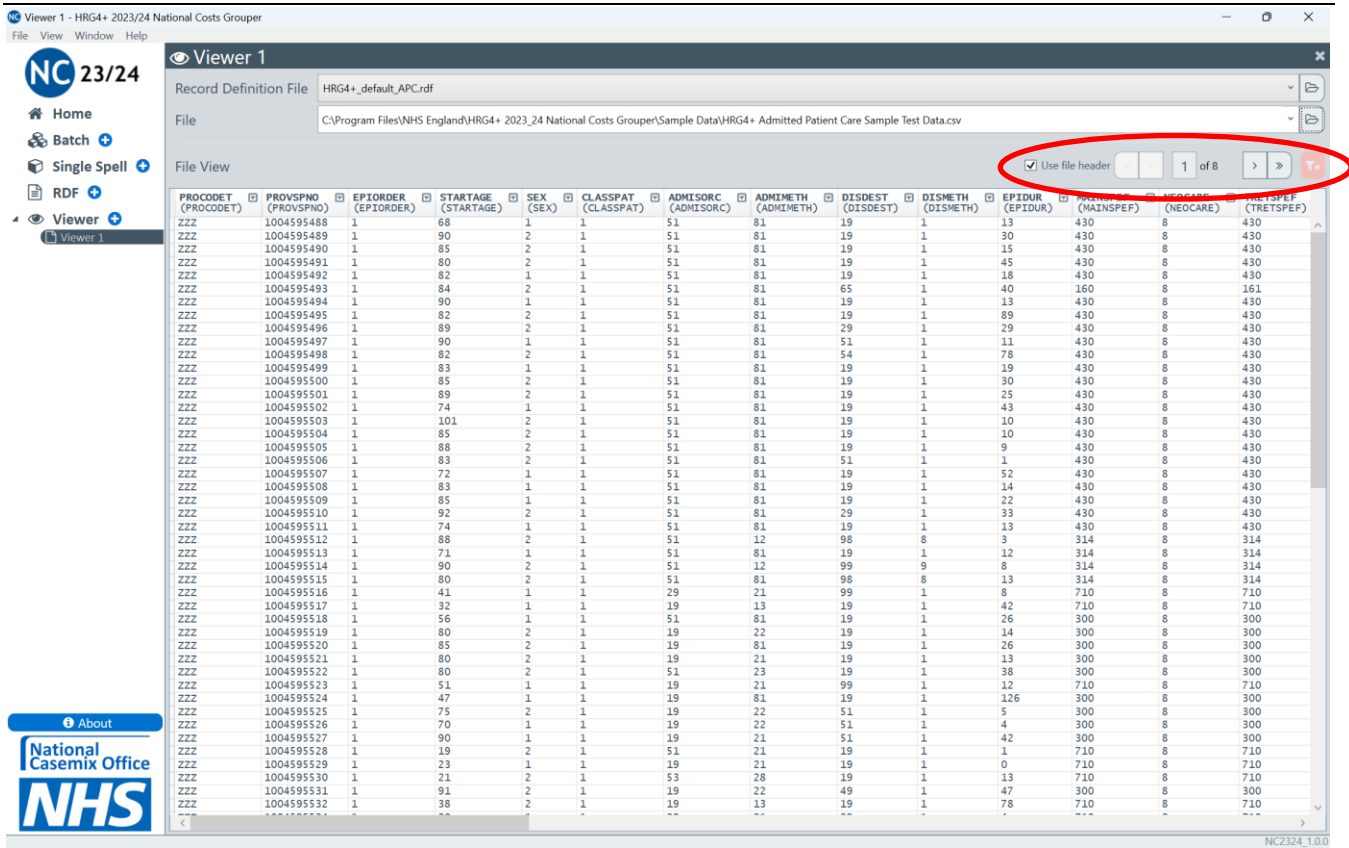 Viewer 1 - HRG4+ 2023/24 National Costs Grouper
File View Window Help
NC 23/24
Home
Batch
Single Spell
RDF
Viewer
Viewer 1
Viewer 1
Record Definition File HRG4+_default_APC.rdf
File C:\Program Files\NHS England\HRG4+ 2023_24 National Costs Grouper\Sample Data\HRG4+ Admitted Patient Care Sample Test Data.csv
File View Use file header 1 of 8
PROCODET PROVSPNO EPIORDER STARTAGE SEX CLASSPAT ADMISORC ADMIMETH DISDEST DISMETH EPIDUR MAINSPEF NEOCARE TRETSPEF
(PROCODET) (PROVSPNO) (EPIORDER) (STARTAGE) (SEX) (CLASSPAT) (ADMISORC) (ADMIMETH) (DISDEST) (DISMETH) (EPIDUR) (MAINSPEF) (NEOCARE) (TRETSPEF)
ZZZ 1004595488 1 68 1 1 51 81 19 1 13 430 8 430
ZZZ 1004595489 1 90 2 1 51 81 19 1 30 430 8 430
ZZZ 1004595490 1 85 2 1 51 81 19 1 15 430 8 430
ZZZ 1004595491 1 80 2 1 51 81 19 1 45 430 8 430
ZZZ 1004595492 1 82 1 1 51 81 19 1 18 430 8 430
ZZZ 1004595493 1 84 2 1 51 81 65 1 40 160 8 161
ZZZ 1004595494 1 90 1 1 51 81 19 1 13 430 8 430
ZZZ 1004595495 1 82 2 1 51 81 19 1 89 430 8 430
ZZZ 1004595496 1 89 2 1 51 81 29 1 29 430 8 430
ZZZ 1004595497 1 90 1 1 51 81 51 1 11 430 8 430
ZZZ 1004595498 1 82 2 1 51 81 54 1 78 430 8 430
ZZZ 1004595499 1 83 1 1 51 81 19 1 19 430 8 430
ZZZ 1004595500 1 85 2 1 51 81 19 1 30 430 8 430
ZZZ 1004595501 1 89 2 1 51 81 19 1 25 430 8 430
ZZZ 1004595502 1 74 1 1 51 81 19 1 43 430 8 430
ZZZ 1004595503 1 101 2 1 51 81 19 1 10 430 8 430
ZZZ 1004595504 1 85 2 1 51 81 19 1 10 430 8 430
ZZZ 1004595505 1 88 2 1 51 81 19 1 9 430 8 430
ZZZ 1004595506 1 83 2 1 51 81 51 1 1 430 8 430
ZZZ 1004595507 1 72 1 1 51 81 19 1 52 430 8 430
ZZZ 1004595508 1 83 1 1 51 81 19 1 14 430 8 430
ZZZ 1004595509 1 85 1 1 51 81 19 1 22 430 8 430
ZZZ 1004595510 1 92 2 1 51 81 29 1 33 430 8 430
ZZZ 1004595511 1 74 1 1 51 81 19 1 13 430 8 430
ZZZ 1004595512 1 88 2 1 51 12 98 8 3 314 8 314
ZZZ 1004595513 1 71 1 1 51 81 19 1 12 314 8 314
ZZZ 1004595514 1 90 2 1 51 12 99 9 8 314 8 314
ZZZ 1004595515 1 80 2 1 51 81 98 8 13 314 8 314
ZZZ 1004595516 1 41 1 1 29 21 99 1 8 710 8 710
ZZZ 1004595517 1 32 1 1 19 13 19 1 42 710 8 710
ZZZ 1004595518 1 56 1 1 51 81 19 1 26 300 8 300
ZZZ 1004595519 1 80 2 1 19 22 19 1 14 300 8 300
ZZZ 1004595520 1 85 2 1 19 81 19 1 26 300 8 300
ZZZ 1004595521 1 80 2 1 19 21 19 1 13 300 8 300
ZZZ 1004595522 1 80 2 1 51 23 19 1 38 300 8 300
ZZZ 1004595523 1 51 1 1 19 21 99 1 12 710 8 710
ZZZ 1004595524 1 47 1 1 19 81 19 1 126 300 8 300
ZZZ 1004595525 1 75 2 1 19 22 51 1 5 300 8 300
ZZZ 1004595526 1 70 1 1 19 22 51 1 4 300 8 300
ZZZ 1004595527 1 90 1 1 19 21 51 1 42 300 8 300
ZZZ 1004595528 1 19 2 1 51 21 19 1 1 710 8 710
ZZZ 1004595529 1 23 1 1 19 21 19 1 0 710 8 710
ZZZ 1004595530 1 21 2 1 53 28 19 1 13 710 8 710
ZZZ 1004595531 1 91 2 1 19 22 49 1 47 300 8 300
ZZZ 1004595532 1 38 2 1 19 13 19 1 78 710 8 710
About
National
Casemix Office
NHS
NC2324_1.0.0